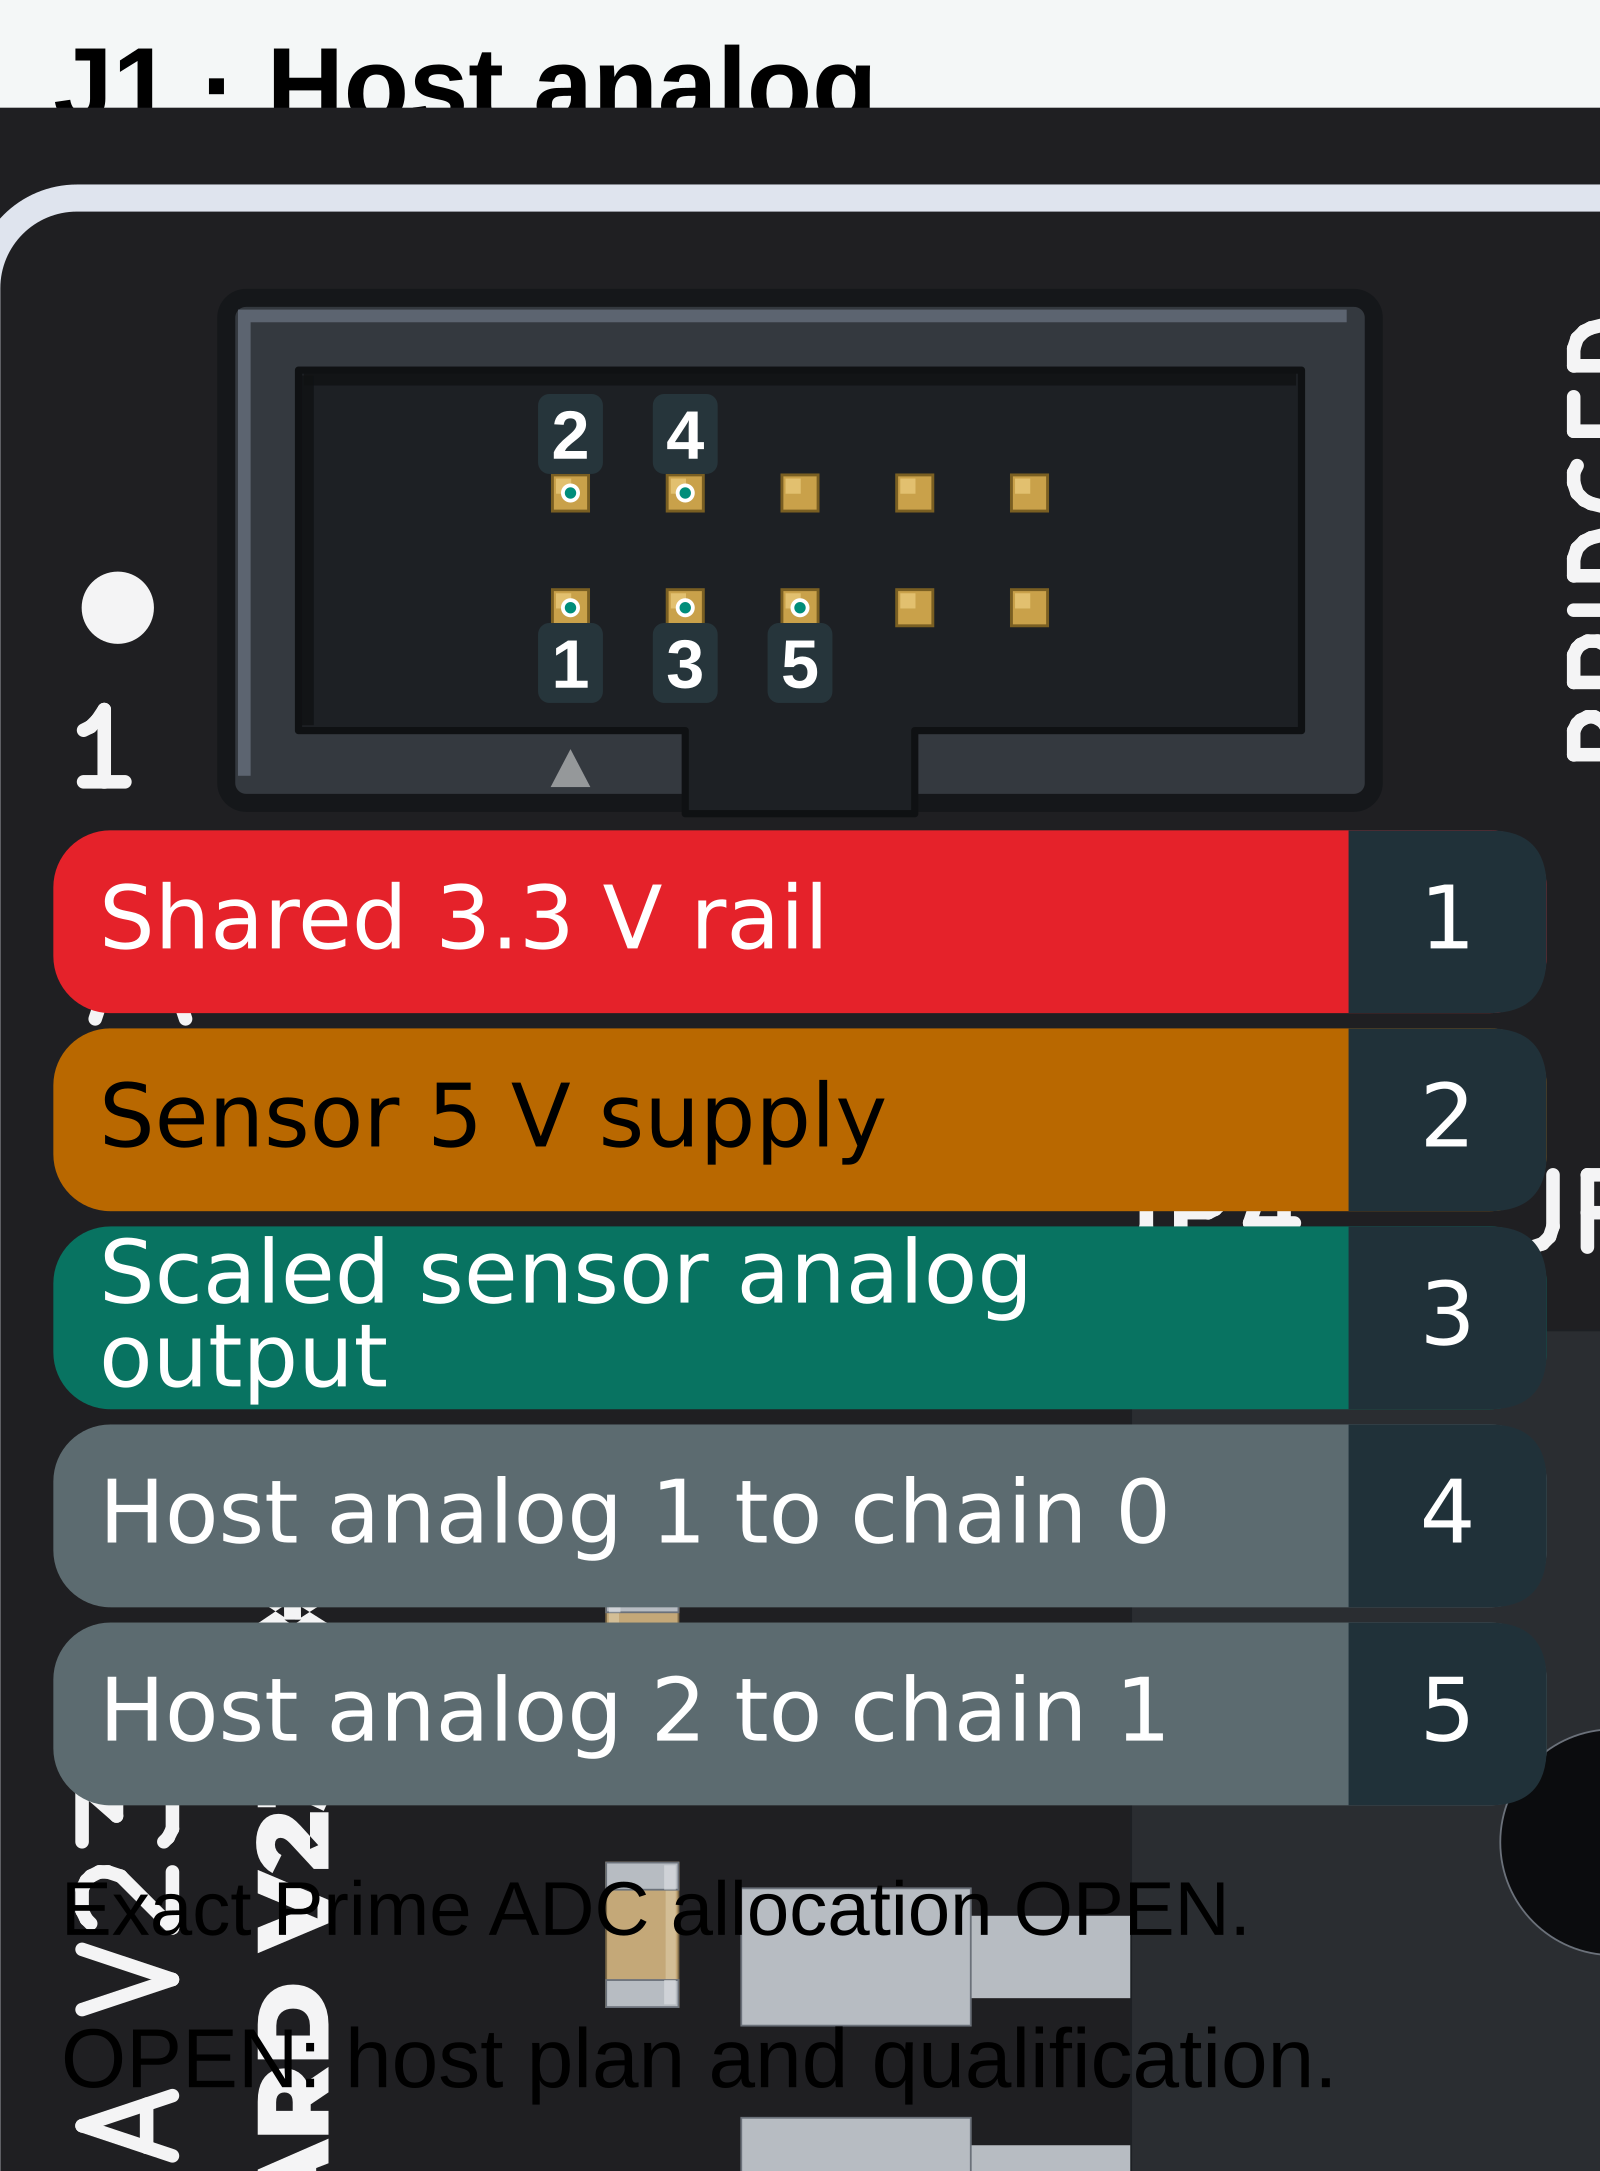 J1 · Host analog
2 4
1 3 5
1
Shared 3.3 V rail 1
Sensor 5 V supply 2
Scaled sensor analog
output
3
Host analog 1 to chain 0 4
Host analog 2 to chain 1 5
Exact Prime ADC allocation OPEN.
OPEN: host plan and qualification.